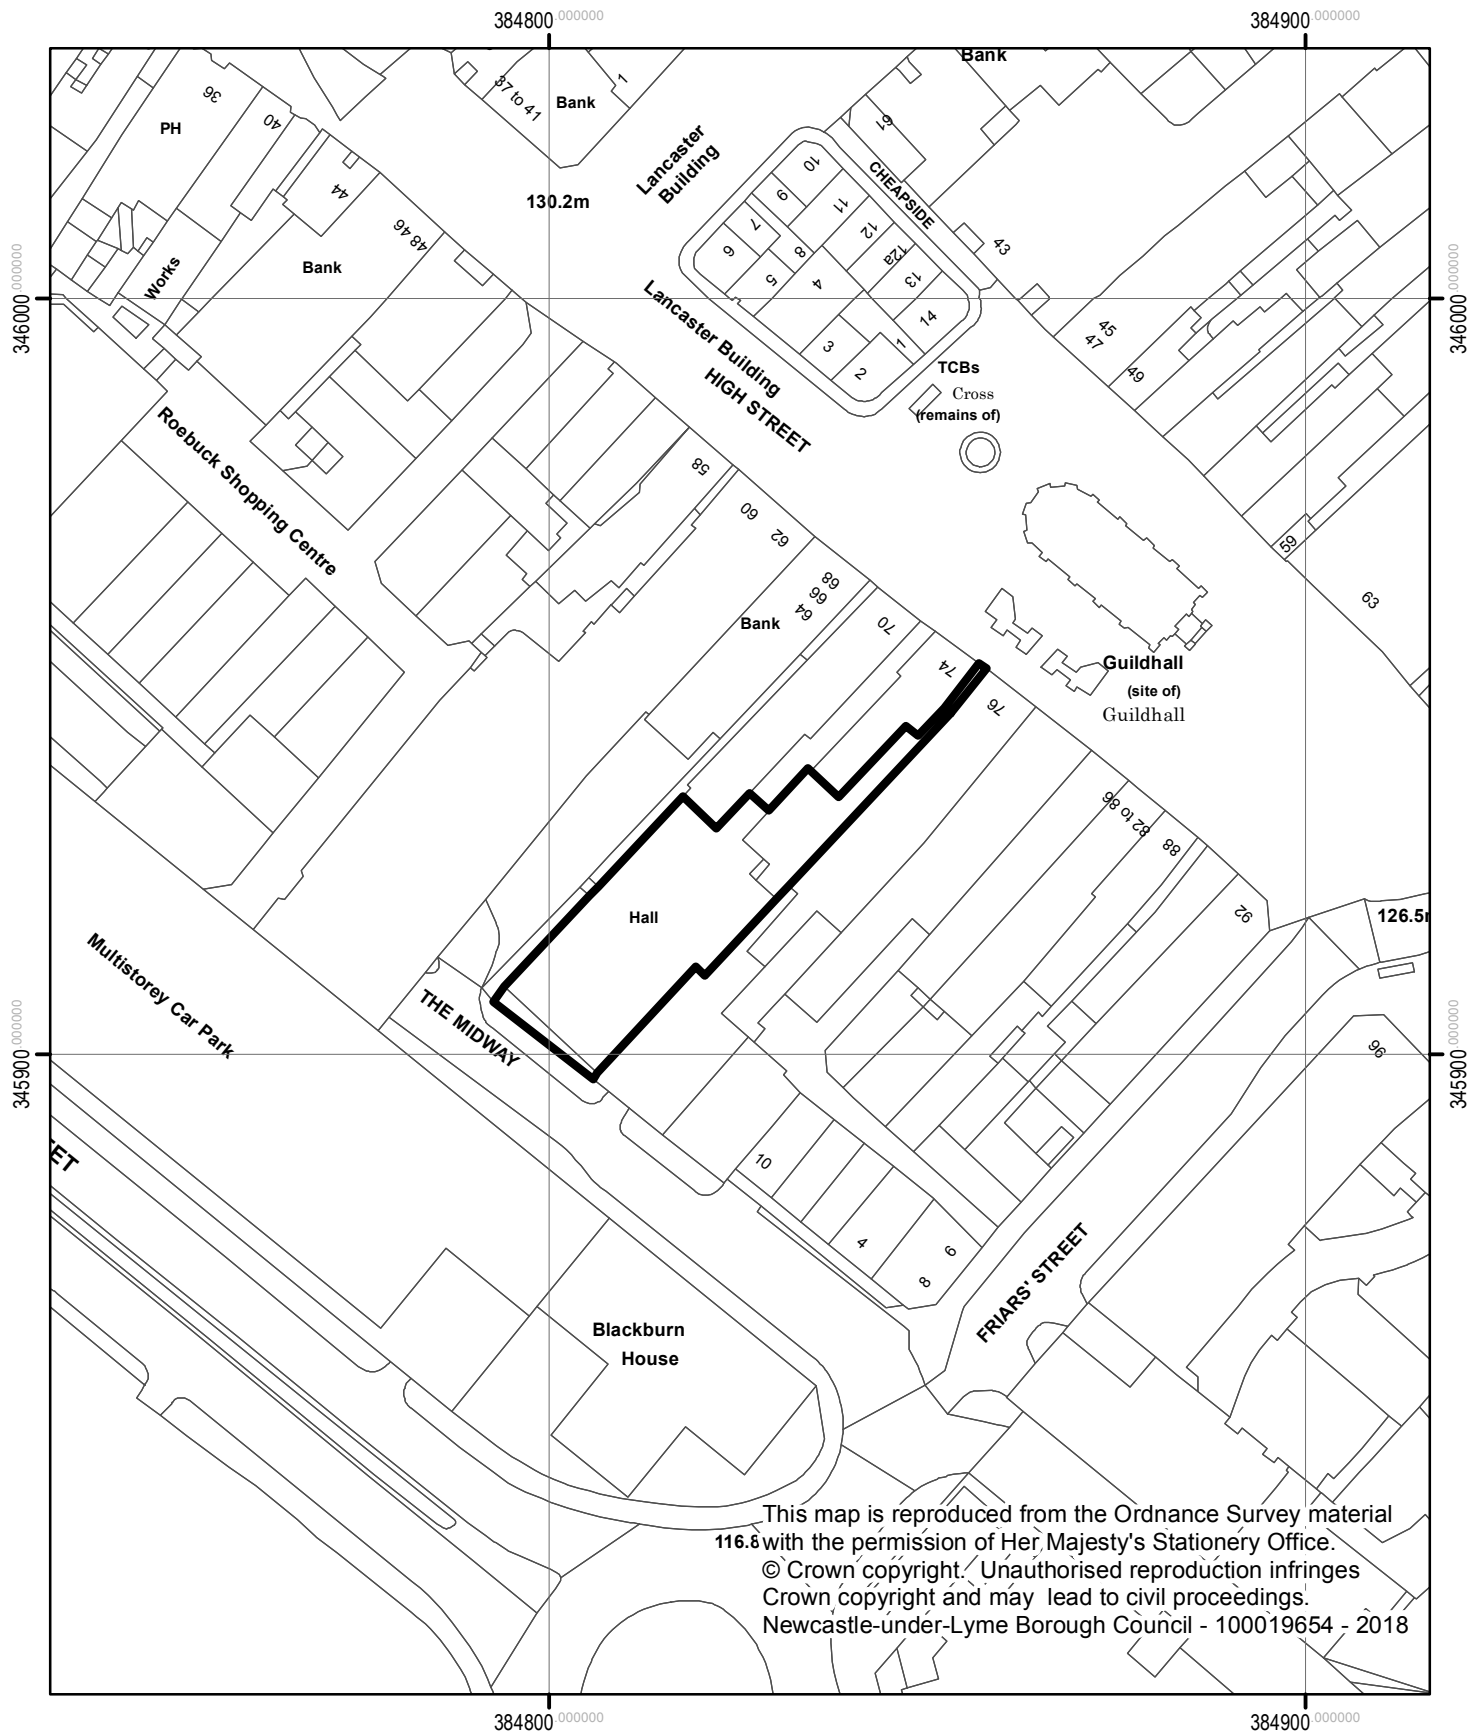 384800.000000
384900.000000
Bank
37 to 41
Bank
1
36
PH
40
61
Lancaster
Building
10
CHEAPSIDE
44
130.2m
9
11
7
12
48 46
6
8
12a
43
Bank
Works
5
4
13
346000.000000
346000.000000
Lancaster Building
14
45
47
3
1
2
TCBs
49
HIGH STREET
Cross
(remains of)
Roebuck Shopping Centre
58
60
62
59
68
66
64
63
Bank
70
74
Guildhall
(site of)
Guildhall
76
82 to 86
88
92
Hall
126.5
Multistorey Car Park
THE MIDWAY
345900.000000
345900.000000
96
ET
10
4
6
8
FRIARS' STREET
Blackburn
House
116.8
This map is reproduced from the Ordnance Survey material
with the permission of Her Majesty's Stationery Office.
© Crown copyright. Unauthorised reproduction infringes
Crown copyright and may lead to civil proceedings.
Newcastle-under-Lyme Borough Council - 100019654 - 2018
384800.000000
384900.000000